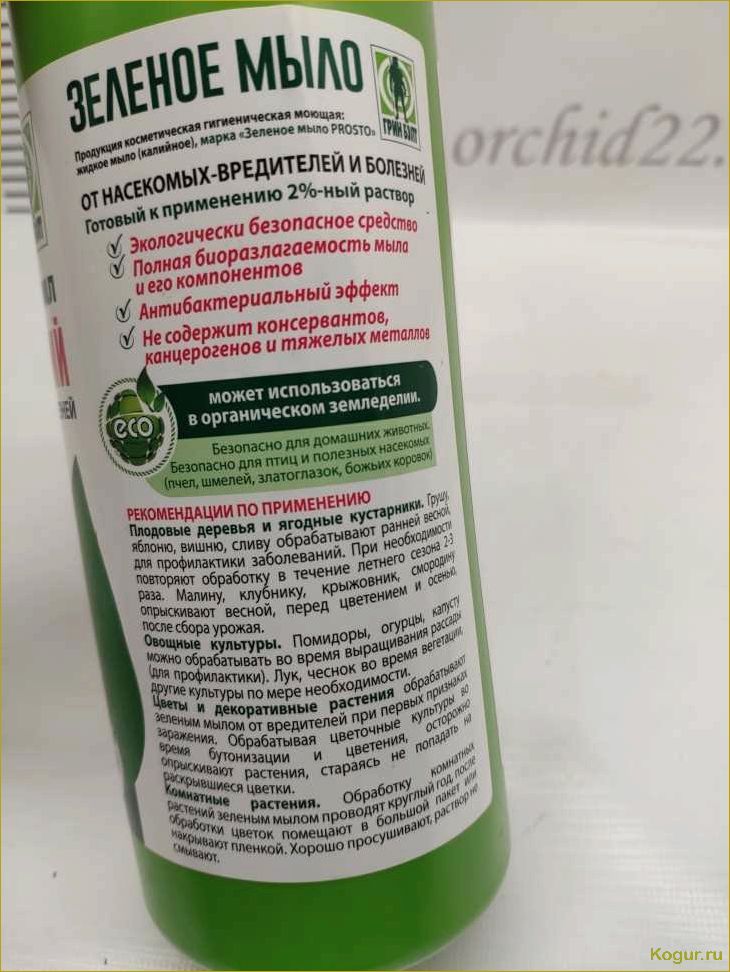 ЗЕЛЕНОЕ МЫЛО
ГРИН БЭЛТ
Продукция косметическая гигиеническая моющая:
жидкое мыло (калийное), марка «Зеленое мыло PROSTO»
orchid22.
ОТ НАСЕКОМЫХ-ВРЕДИТЕЛЕЙ И БОЛЕЗНЕЙ
Готовый к применению 2%-ный раствор
Экологически безопасное средство
Полная биоразлагаемость мыла
и его компонентов
Антибактериальный эффект
Не содержит консервантов,
канцерогенов и тяжелых металлов
может использоваться
в органическом земледелии.
eco
Безопасно для домашних животных.
Безопасно для птиц и полезных насекомых
(пчел, шмелей, златоглазок, божьих коровок)
РЕКОМЕНДАЦИИ ПО ПРИМЕНЕНИЮ
Плодовые деревья и ягодные кустарники. Грушу,
яблоню, вишню, сливу обрабатывают ранней весной,
для профилактики заболеваний. При необходимости
повторяют обработку в течение летнего сезона 2-3
раза. Малину, клубнику, крыжовник, смородину
опрыскивают весной, перед цветением и осенью,
после сбора урожая.
Овощные культуры. Помидоры, огурцы, капусту
можно обрабатывать во время выращивания рассады
(для профилактики). Лук, чеснок во время вегетации,
другие культуры по мере необходимости.
Цветы и декоративные растения обрабатывают
зеленым мылом от вредителей при первых признаках
заражения. Обрабатывая цветочные культуры во
время бутонизации и цветения, осторожно
опрыскивают растения, стараясь не попадать на
раскрывшиеся цветки.
Комнатные растения. Обработку комнатных
растений зеленым мылом проводят круглый год, после
обработки цветок помещают в большой пакет или
накрывают пленкой. Хорошо просушивают, раствор не
смывают.
Kogur.ru